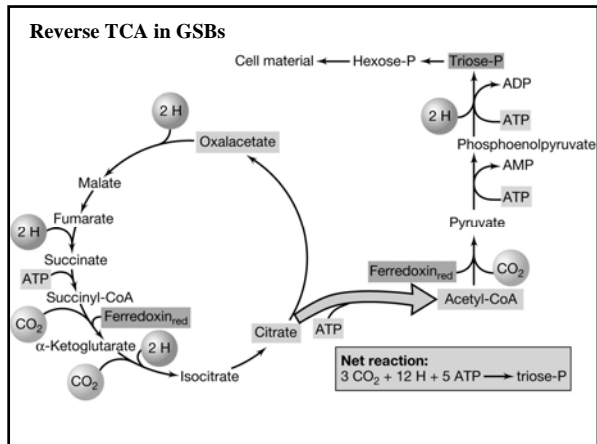 Reverse TCA in GSBs
Cell material
Hexose-P
Triose-P
ADP
2 H
ATP
Phosphoenolpyruvate
AMP
ATP
Pyruvate
Ferredoxinred
CO2
Acetyl-CoA
2 H
Oxalacetate
Malate
Fumarate
2 H
Succinate
ATP
Succinyl-CoA
CO2
Ferredoxinred
α-Ketoglutarate
2 H
CO2
Isocitrate
Citrate
ATP
Net reaction:
3 CO2 + 12 H + 5 ATP → triose-P